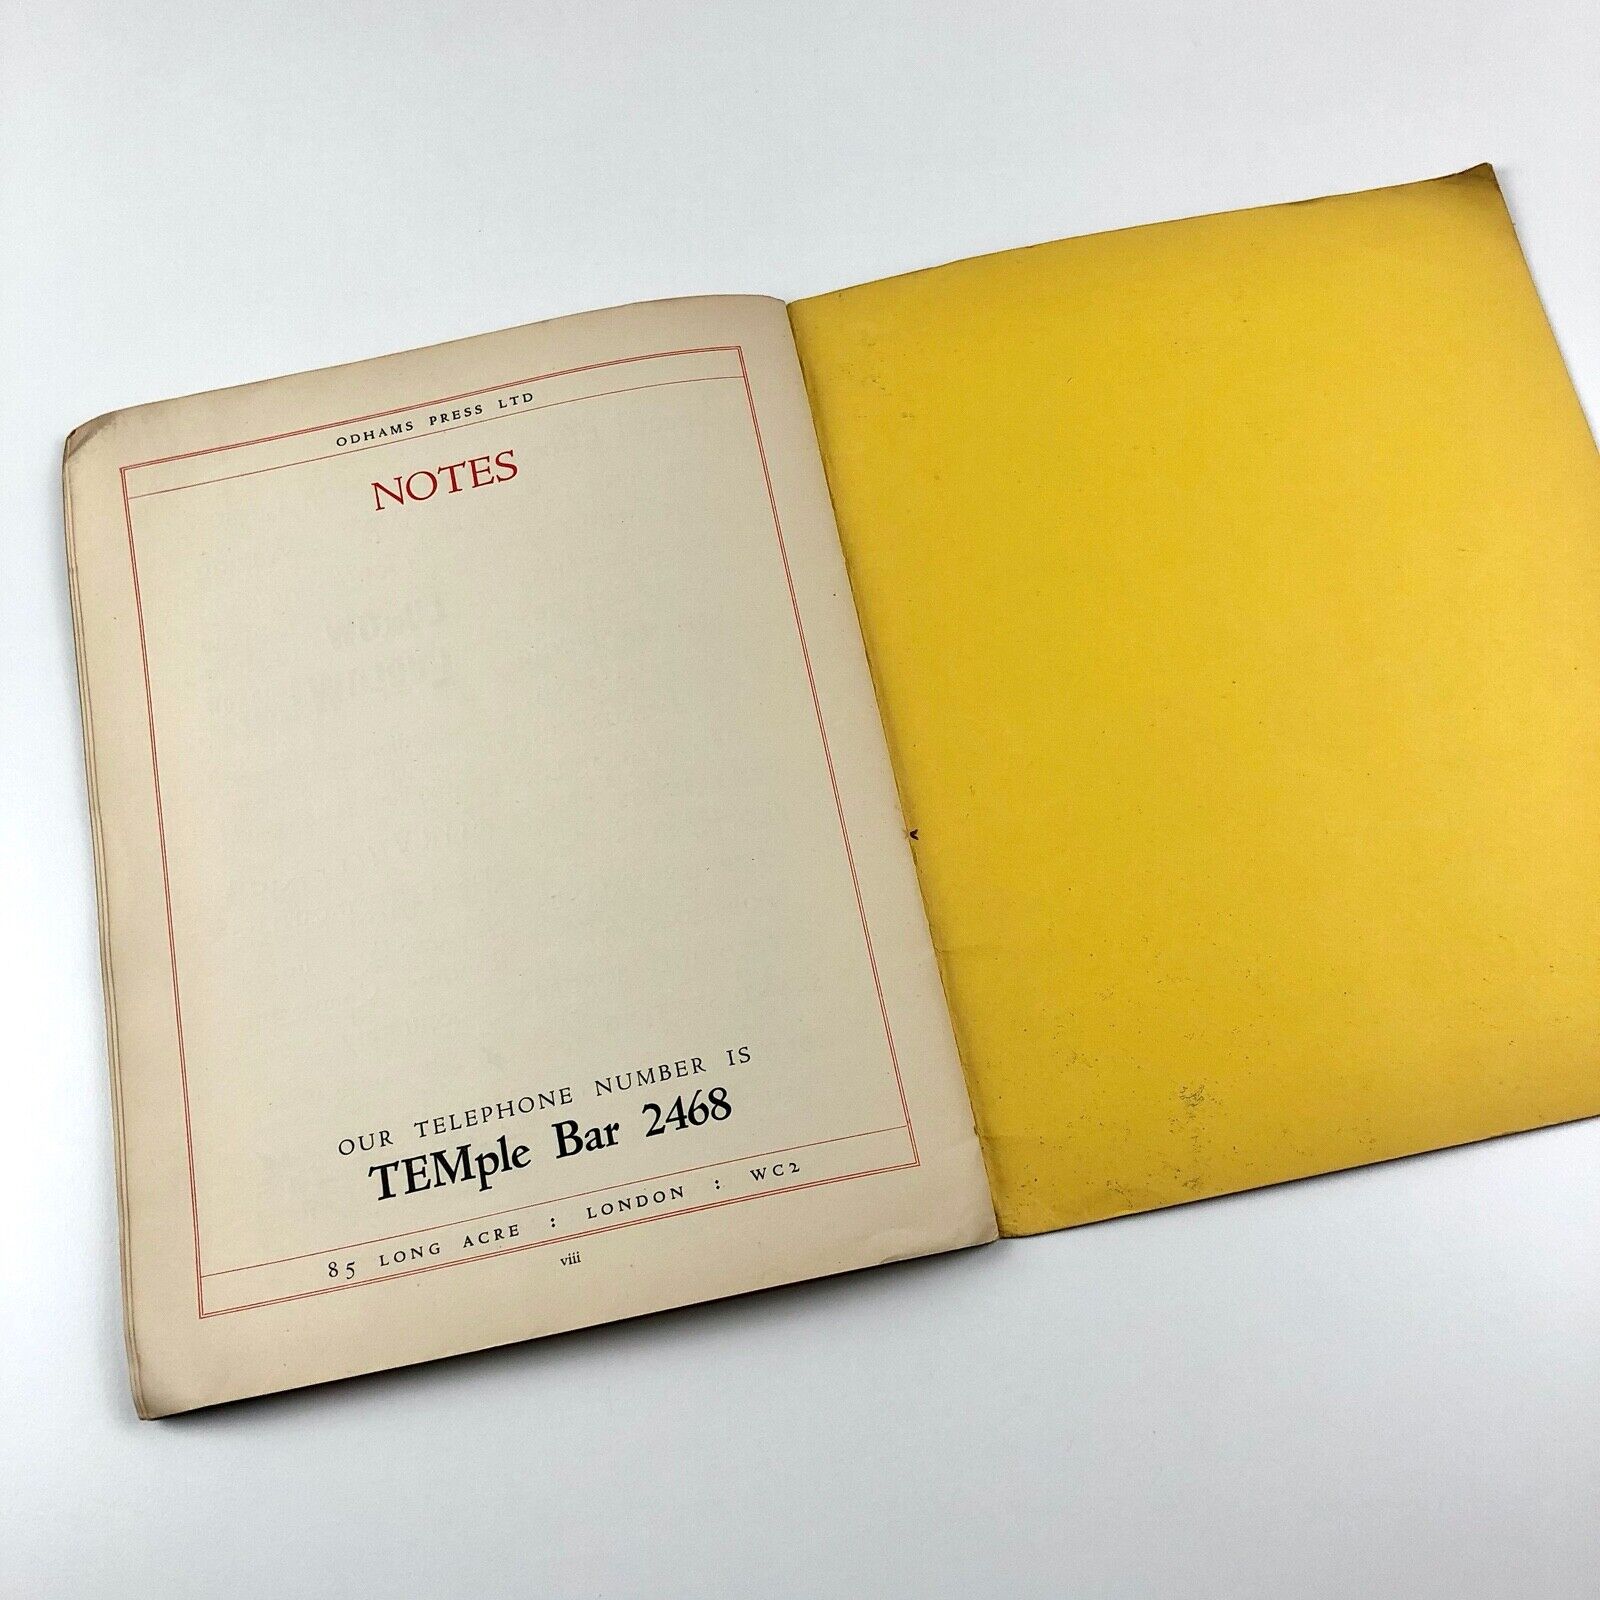 ODHAMS PRESS LTD
NOTES
OUR TELEPHONE NUMBER IS
TEMple Bar 2468
85 LONG ACRE : LONDON : WC2
viii